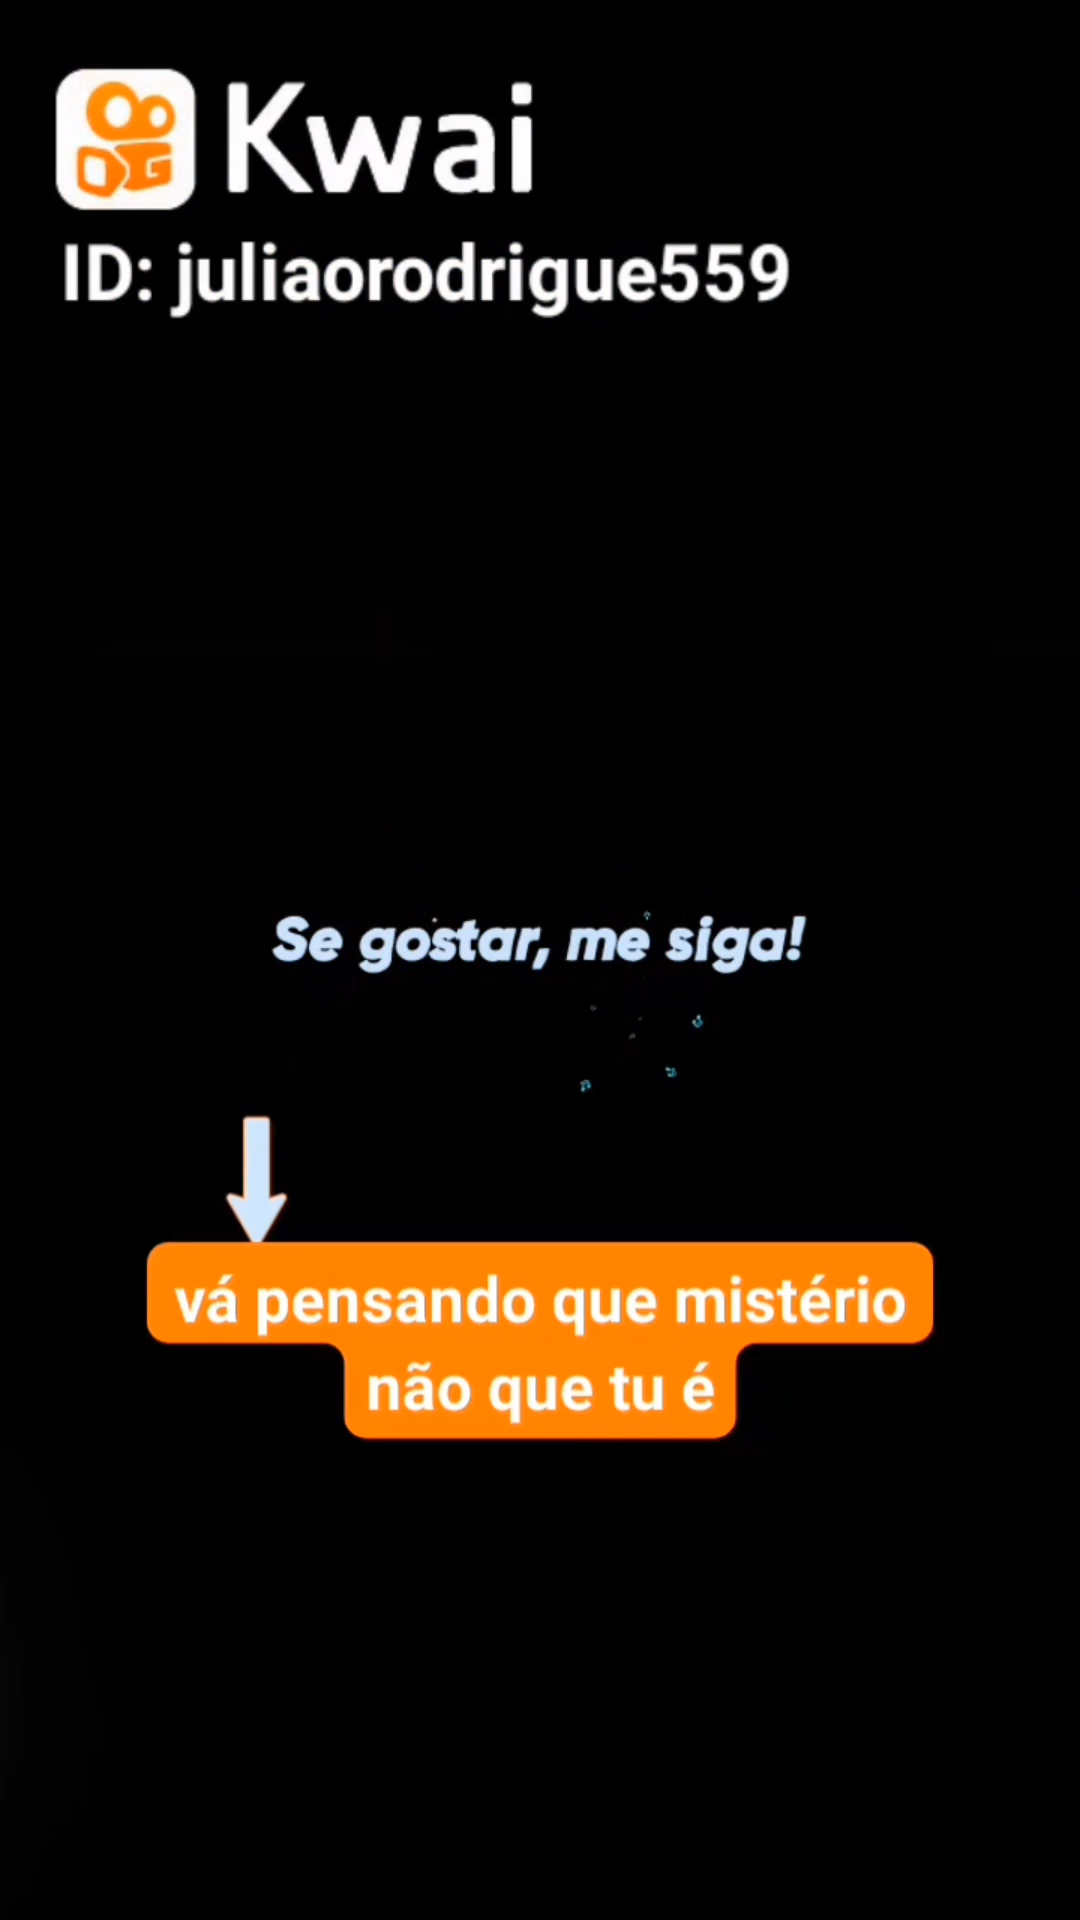 Kwai
ID: juliaorodrigue559
Se gostar, me siga!
vá pensando que mistério
não que tu é